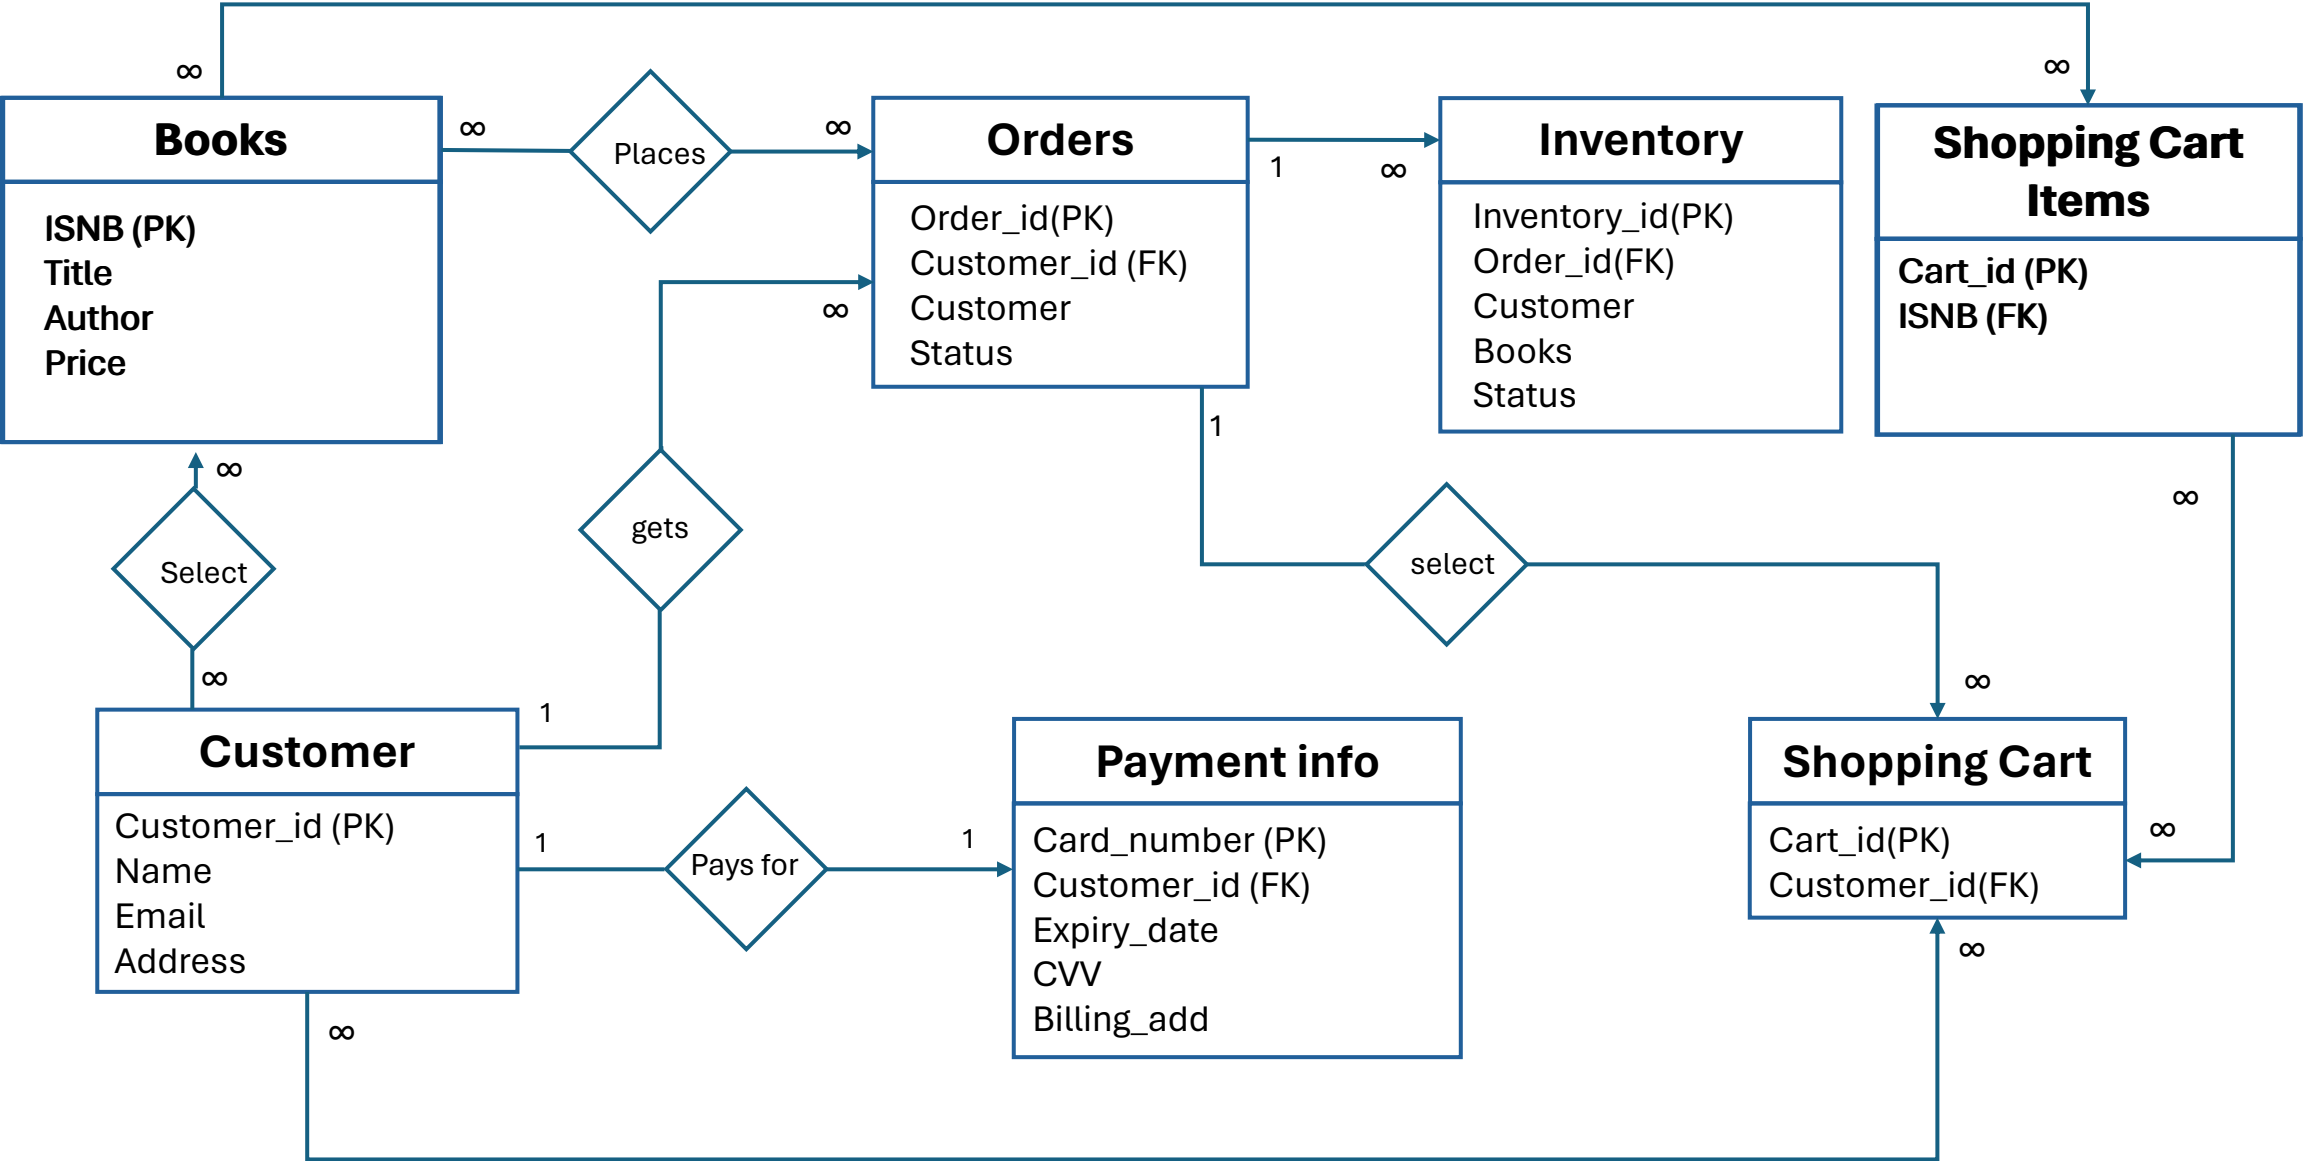 ∞
∞
Books
ISNB (PK)
Title
Author
Price
∞
Places
∞
Orders
Order_id(PK)
Customer_id (FK)
Customer
Status
1
∞
Inventory
Inventory_id(PK)
Order_id(FK)
Customer
Books
Status
Shopping Cart
Items
Cart_id (PK)
ISNB (FK)
∞
1
∞
∞
Select
gets
select
∞
∞
1
Customer
Customer_id (PK)
Name
Email
Address
1
Pays for
1
Payment info
Card_number (PK)
Customer_id (FK)
Expiry_date
CVV
Billing_add
∞
Shopping Cart
Cart_id(PK)
Customer_id(FK)
∞
∞
∞